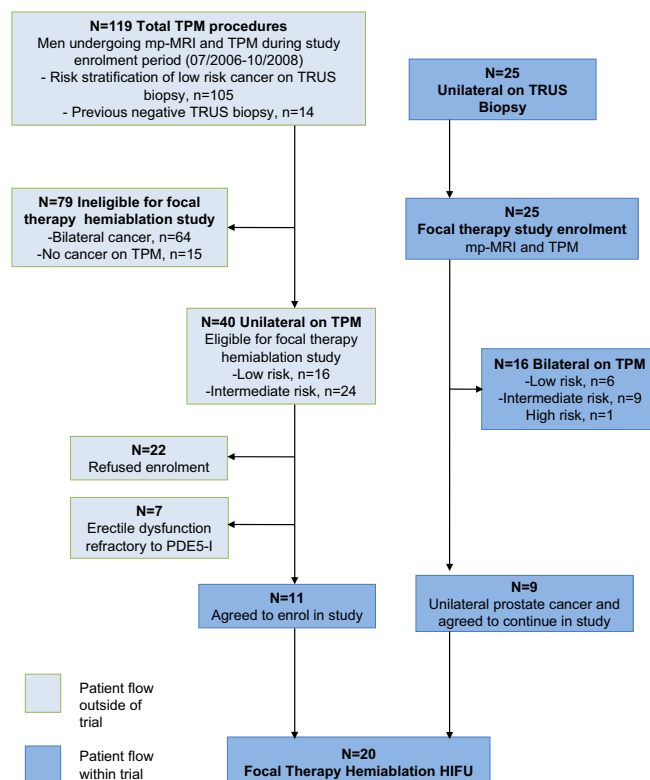 N=119 Total TPM procedures
Men undergoing mp-MRI and TPM during study
enrolment period (07/2006-10/2008)
- Risk stratification of low risk cancer on TRUS
biopsy, n=105
- Previous negative TRUS biopsy, n=14
N=25
Unilateral on TRUS
Biopsy
N=79 Ineligible for focal
therapy hemiablation study
-Bilateral cancer, n=64
-No cancer on TPM, n=15
N=25
Focal therapy study enrolment
mp-MRI and TPM
N=40 Unilateral on TPM
Eligible for focal therapy
hemiablation study
-Low risk, n=16
-Intermediate risk, n=24
N=16 Bilateral on TPM
-Low risk, n=6
-Intermediate risk, n=9
High risk, n=1
N=22
Refused enrolment
N=7
Erectile dysfunction
refractory to PDE5-I
N=11
Agreed to enrol in study
N=9
Unilateral prostate cancer and
agreed to continue in study
Patient flow
outside of
trial
Patient flow
within trial
N=20
Focal Therapy Hemiablation HIFU